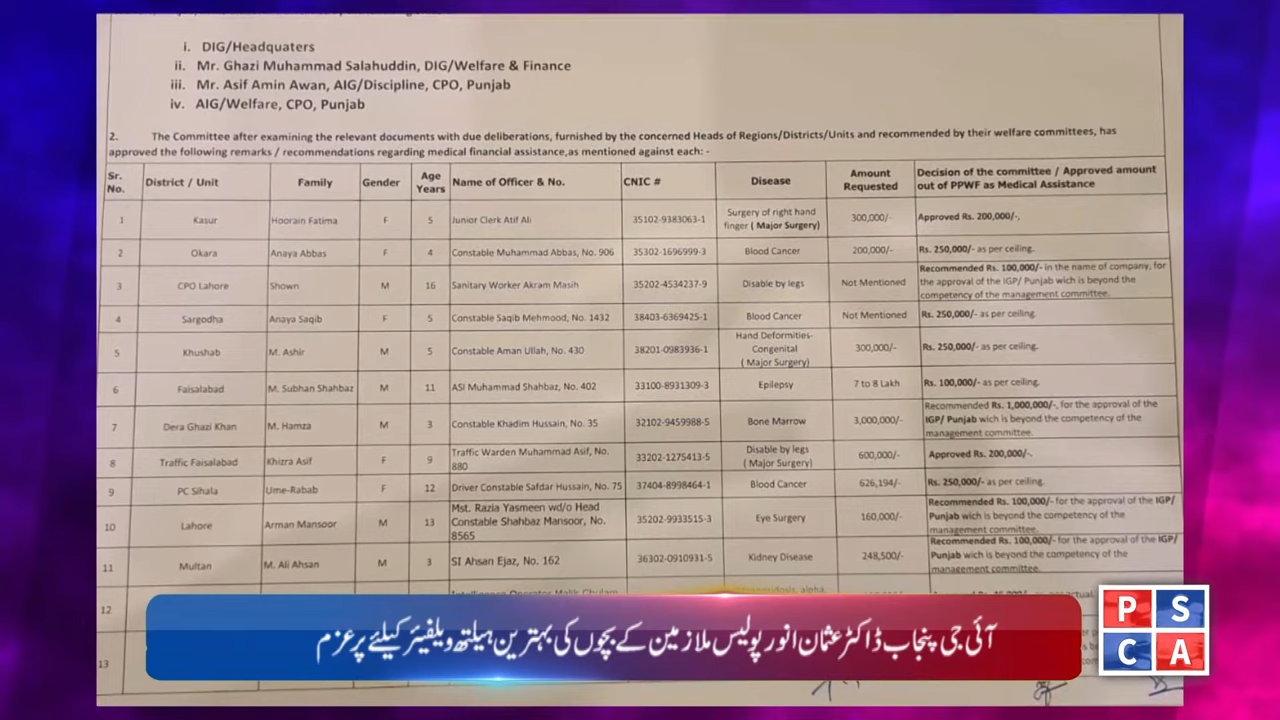 i. DIG/Headquaters
ii. Mr. Ghazi Muhammad Salahuddin, DIG/Welfare & Finance
iii. Mr. Asif Amin Awan, AIG/Discipline, CPO, Punjab
iv. AIG/Welfare, CPO, Punjab
2. The Committee after examining the relevant documents with due deliberations, furnished by the concerned Heads of Regions/Districts/Units and recommended by their welfare committees, has
approved the following remarks / recommendations regarding medical financial assistance,as mentioned against each: -
Sr. No. District / Unit Family Gender Age Years Name of Officer & No. CNIC # Disease Amount Requested Decision of the committee / Approved amount out of PPWF as Medical Assistance
1 Kasur Hoorain Fatima F 5 Junior Clerk Atif Ali 35102-9383063-1 Surgery of right hand finger ( Major Surgery) 300,000/- Approved Rs. 200,000/-,
2 Okara Anaya Abbas F 4 Constable Muhammad Abbas, No. 906 35302-1696999-3 Blood Cancer 200,000/- Rs. 250,000/- as per ceiling.
3 CPO Lahore Shown M 16 Sanitary Worker Akram Masih 35202-4534237-9 Disable by legs Not Mentioned Recommended Rs. 100,000/- in the name of company, for the approval of the IGP/ Punjab wich is beyond the competency of the management committee.
4 Sargodha Anaya Saqib F 5 Constable Saqib Mehmood, No. 1432 38403-6369425-1 Blood Cancer Not Mentioned Rs. 250,000/- as per ceiling.
5 Khushab M. Ashir M 5 Constable Aman Ullah, No. 430 38201-0983936-1 Hand Deformities-Congenital ( Major Surgery) 300,000/- Rs. 250,000/- as per ceiling.
6 Faisalabad M. Subhan Shahbaz M 11 ASI Muhammad Shahbaz, No. 402 33100-8931309-3 Epilepsy 7 to 8 Lakh Rs. 100,000/- as per ceiling.
7 Dera Ghazi Khan M. Hamza M 3 Constable Khadim Hussain, No. 35 32102-9459988-5 Bone Marrow 3,000,000/- Recommended Rs. 1,000,000/-, for the approval of the IGP/ Punjab wich is beyond the competency of the management committee.
8 Traffic Faisalabad Khizra Asif F 9 Traffic Warden Muhammad Asif, No. 880 33202-1275413-5 Disable by legs ( Major Surgery) 600,000/- Approved Rs. 200,000/-,
9 PC Sihala Ume-Rabab F 12 Driver Constable Safdar Hussain, No. 75 37404-8998464-1 Blood Cancer 626,194/- Rs. 250,000/- as per ceiling.
10 Lahore Arman Mansoor M 13 Mst. Razia Yasmeen wd/o Head Constable Shahbaz Mansoor, No. 8565 35202-9933515-3 Eye Surgery 160,000/- Recommended Rs. 100,000/- for the approval of the IGP/ Punjab wich is beyond the competency of the management committee.
11 Multan M. Ali Ahsan M 3 SI Ahsan Ejaz, No. 162 36302-0910931-5 Kidney Disease 248,500/- Recommended Rs. 100,000/- for the approval of the IGP/ Punjab wich is beyond the competency of the management committee.
12
13
آئی جی پنجاب ڈاکٹر عثمان انور پولیس ملازمین کے بچوں کی بہترین ہیلتھ ویلفیئر کیلئے پر عزم
PS
CA